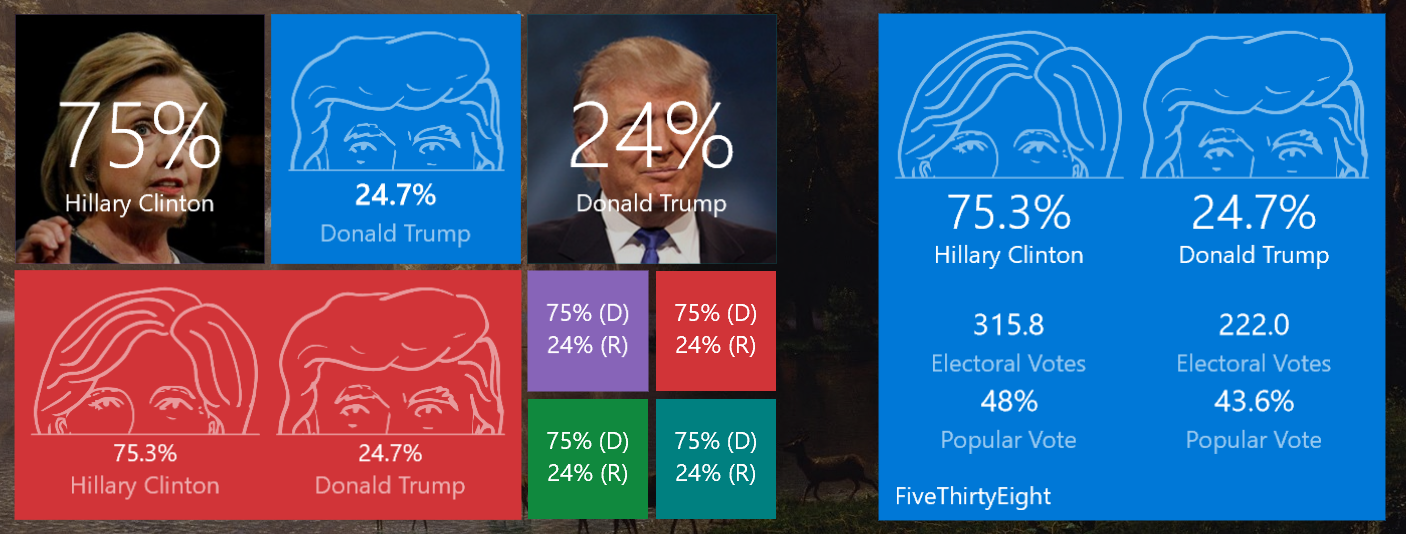 75%
Hillary Clinton
24.7%
Donald Trump
24%
Donald Trump
75.3%
Hillary Clinton
24.7%
Donald Trump
75% (D)
24% (R)
75% (D)
24% (R)
75% (D)
24% (R)
75% (D)
24% (R)
75.3%
Hillary Clinton
24.7%
Donald Trump
315.8
Electoral Votes
222.0
Electoral Votes
48%
Popular Vote
43.6%
Popular Vote
FiveThirtyEight